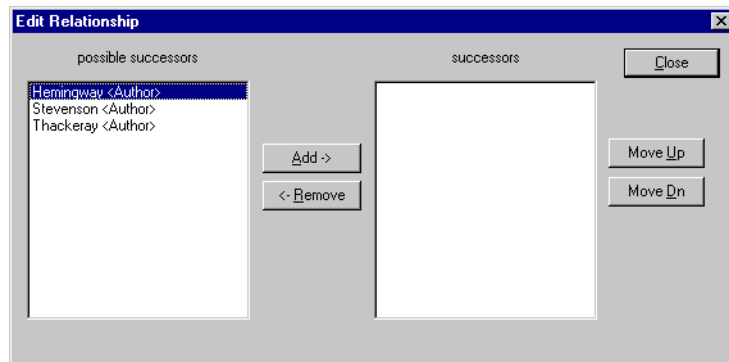 Edit Relationship
possible successors
successors
Close
Hemingway <Author>
Stevenson <Author>
Thackeray <Author>
Add ->
<- Remove
Move Up
Move Dn